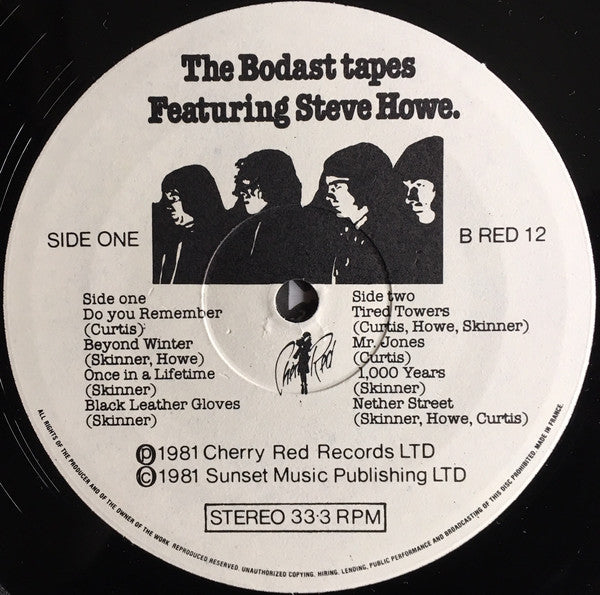 The Bodast tapes
Featuring Steve Howe.
SIDE ONE
B RED 12
Side one
Do you Remember
(Curtis)
Beyond Winter
(Skinner, Howe)
Once in a Lifetime
(Skinner)
Black Leather Gloves
(Skinner)
Side two
Tired Towers
(Curtis, Howe, Skinner)
Mr. Jones
(Curtis)
1,000 Years
(Skinner)
Nether Street
(Skinner, Howe, Curtis)
Cherry Red
℗1981 Cherry Red Records LTD
©1981 Sunset Music Publishing LTD
STEREO 33·3 RPM
ALL RIGHTS OF THE PRODUCER AND OF THE OWNER OF THE WORK REPRODUCED RESERVED. UNAUTHORIZED COPYING, HIRING, LENDING, PUBLIC PERFORMANCE AND BROADCASTING OF THIS DISC PROHIBITED. MADE IN FRANCE.